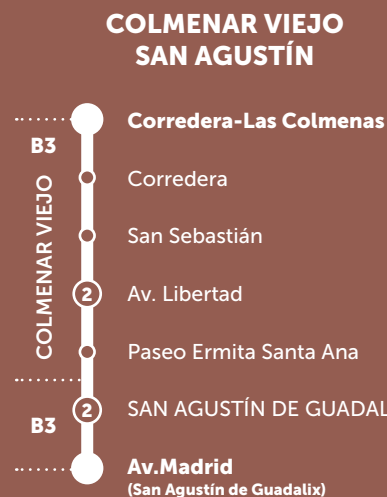 COLMENAR VIEJO
SAN AGUSTÍN
Corredera-Las Colmenas
B3
Corredera
COLMENAR VIEJO
San Sebastián
2 Av. Libertad
Paseo Ermita Santa Ana
2 SAN AGUSTÍN DE GUADAL
B3
Av.Madrid
(San Agustín de Guadalix)